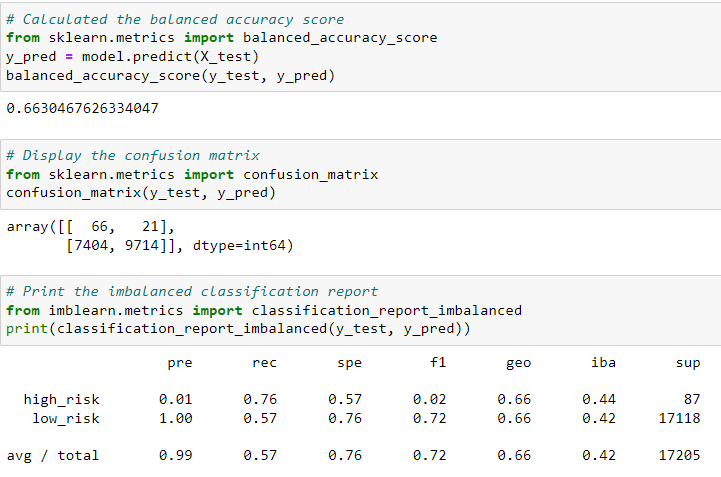 # Calculated the balanced accuracy score
from sklearn.metrics import balanced_accuracy_score
y_pred = model.predict(X_test)
balanced_accuracy_score(y_test, y_pred)
0.6630467626334047
# Display the confusion matrix
from sklearn.metrics import confusion_matrix
confusion_matrix(y_test, y_pred)
array([[  66,   21],
       [7404, 9714]], dtype=int64)
# Print the imbalanced classification report
from imblearn.metrics import classification_report_imbalanced
print(classification_report_imbalanced(y_test, y_pred))
pre rec spe f1 geo iba sup
high_risk 0.01 0.76 0.57 0.02 0.66 0.44 87
low_risk 1.00 0.57 0.76 0.72 0.66 0.42 17118
avg / total 0.99 0.57 0.76 0.72 0.66 0.42 17205